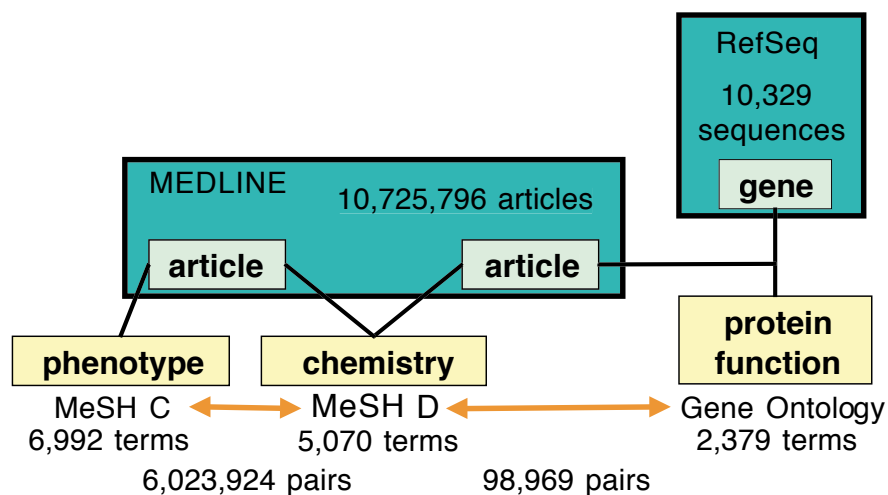 RefSeq
10,329
sequences
gene
MEDLINE
10,725,796 articles
article
article
phenotype
chemistry
protein
function
MeSH C
6,992 terms
MeSH D
5,070 terms
Gene Ontology
2,379 terms
6,023,924 pairs
98,969 pairs